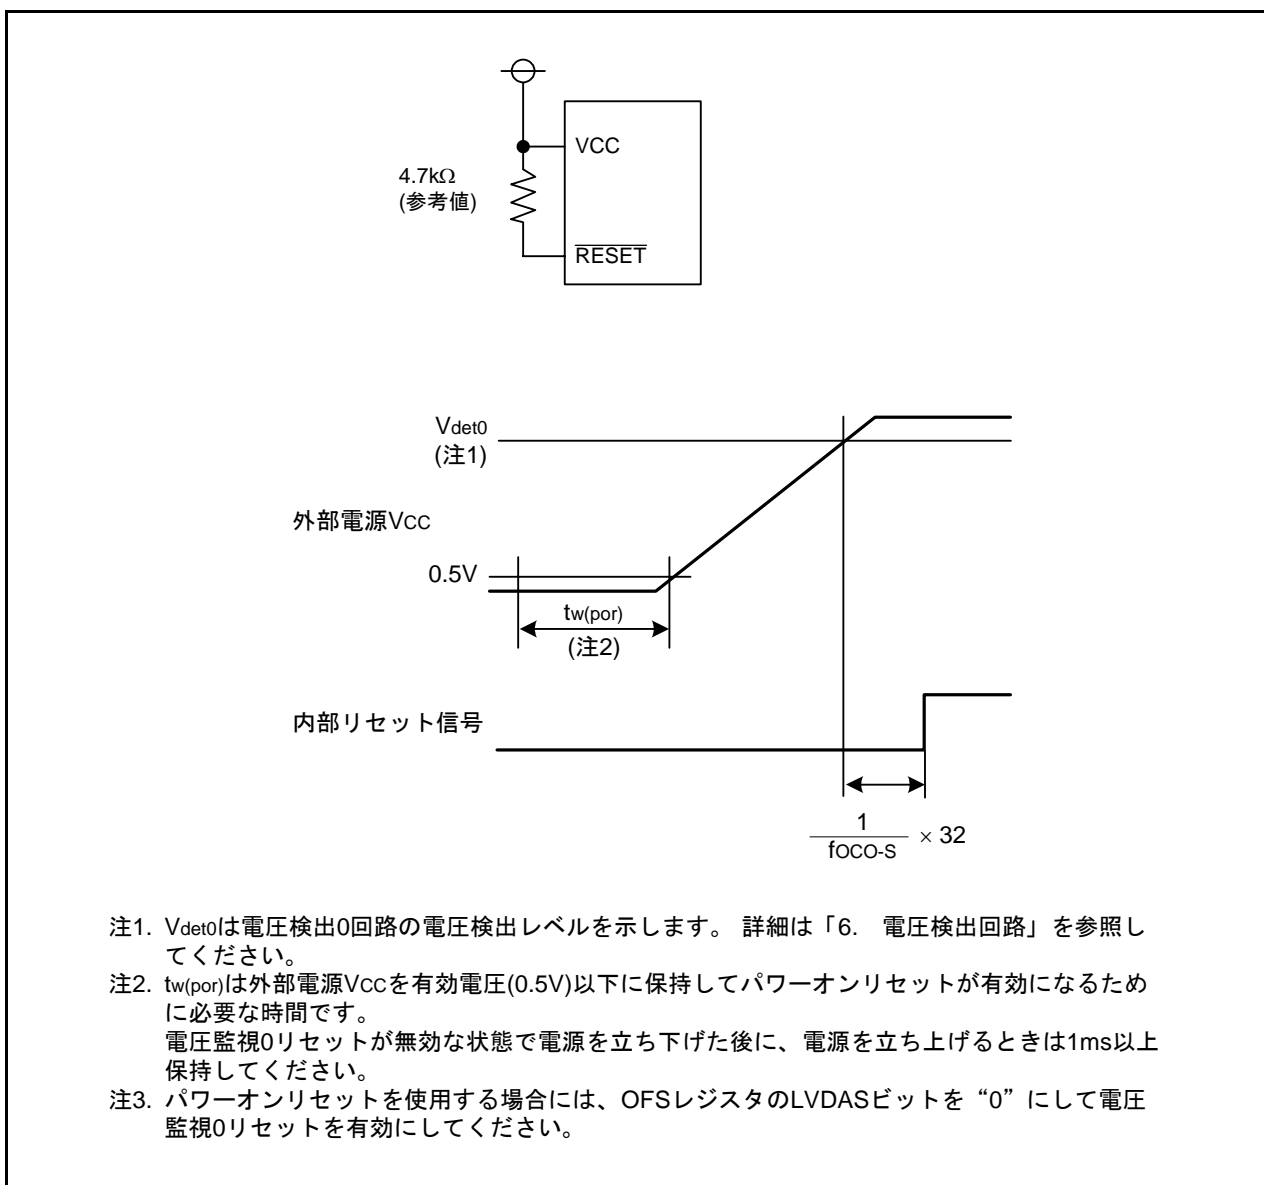 VCC
4.7kΩ
(参考値)
RESET
Vdet0
(注1)
外部電源VCC
0.5V
tw(por)
(注2)
内部リセット信号
1
fOCO-S
× 32
注1. Vdet0は電圧検出0回路の電圧検出レベルを示します。 詳細は「6. 電圧検出回路」を参照し
てください。
注2. tw(por)は外部電源VCCを有効電圧(0.5V)以下に保持してパワーオンリセットが有効になるため
に必要な時間です。
電圧監視0リセットが無効な状態で電源を立ち下げた後に、電源を立ち上げるときは1ms以上
保持してください。
注3. パワーオンリセットを使用する場合には、OFSレジスタのLVDASビットを“0”にして電圧
監視0リセットを有効にしてください。